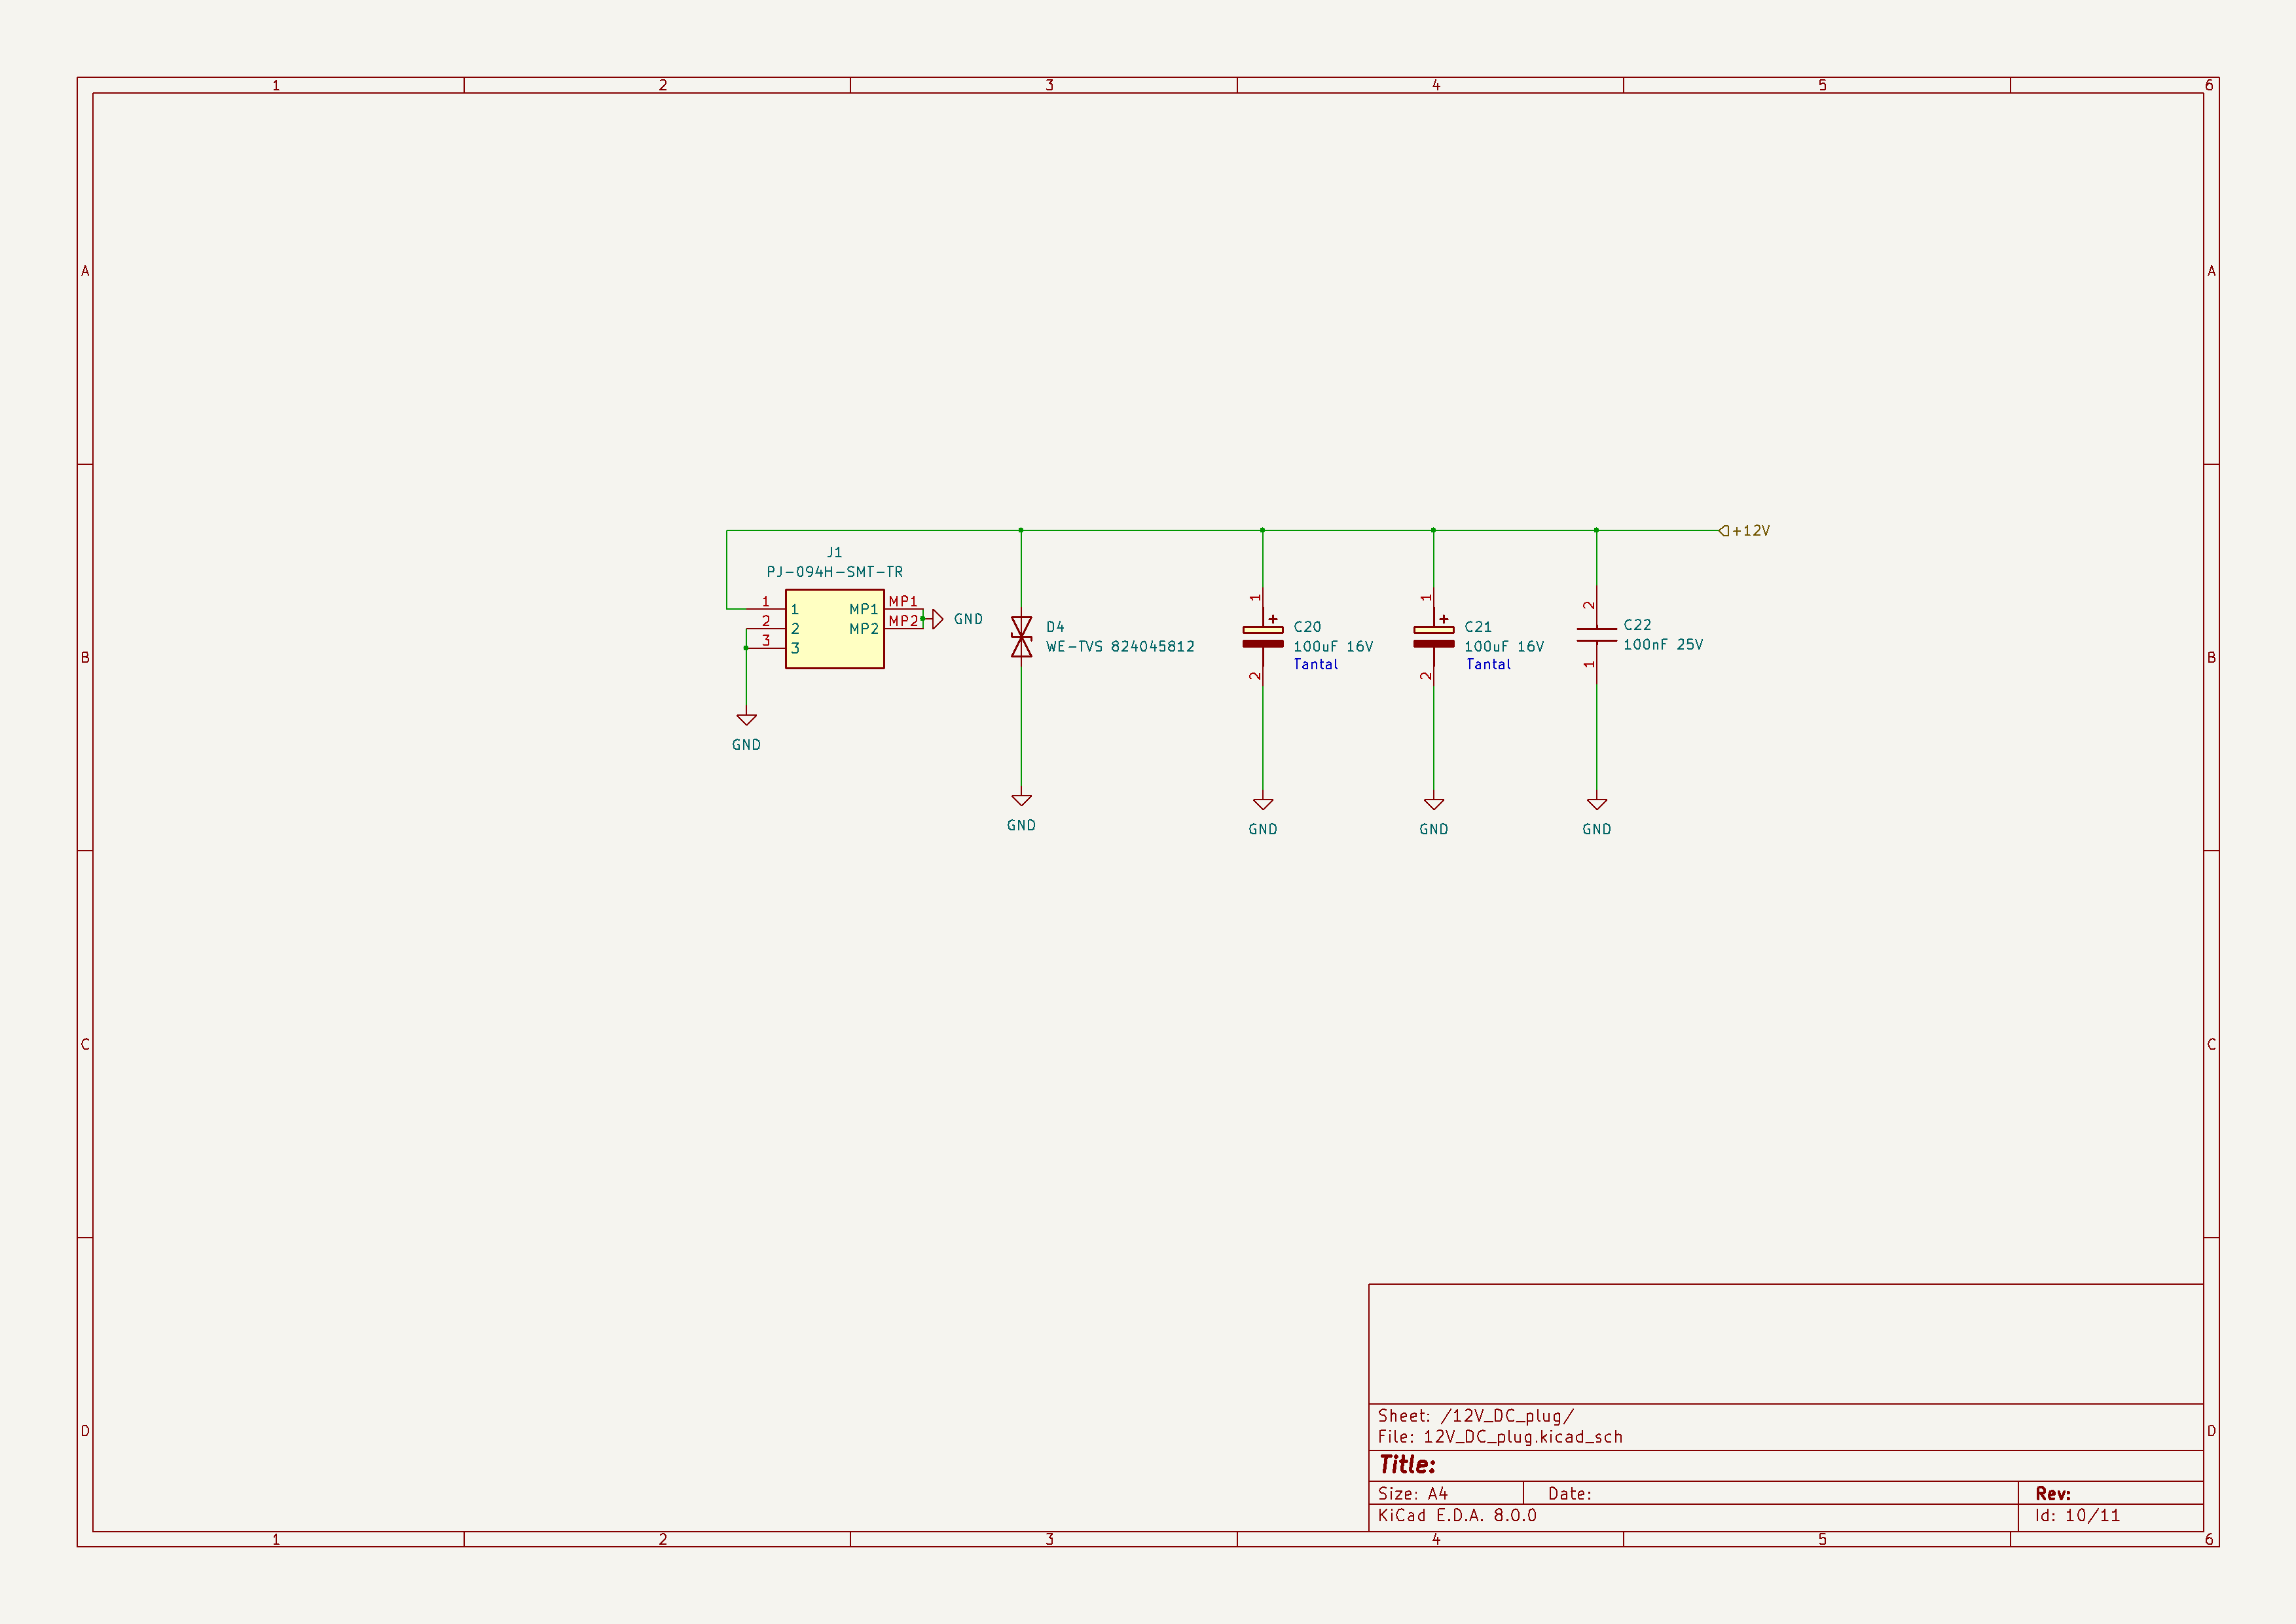 1 2 3 4 5 6
A A
+12V
J1
PJ-094H-SMT-TR
1 1 MP1 MP1
2 2 MP2 MP2
3 3
GND
GND
D4
WE-TVS 824045812
GND
1
C20
100uF 16V
Tantal
2
GND
1
C21
100uF 16V
Tantal
2
GND
2
C22
100nF 25V
1
GND
B B
C C
D D
Sheet: /12V_DC_plug/
File: 12V_DC_plug.kicad_sch
Title:
Size: A4 Date: Rev:
KiCad E.D.A. 8.0.0 Id: 10/11
1 2 3 4 5 6